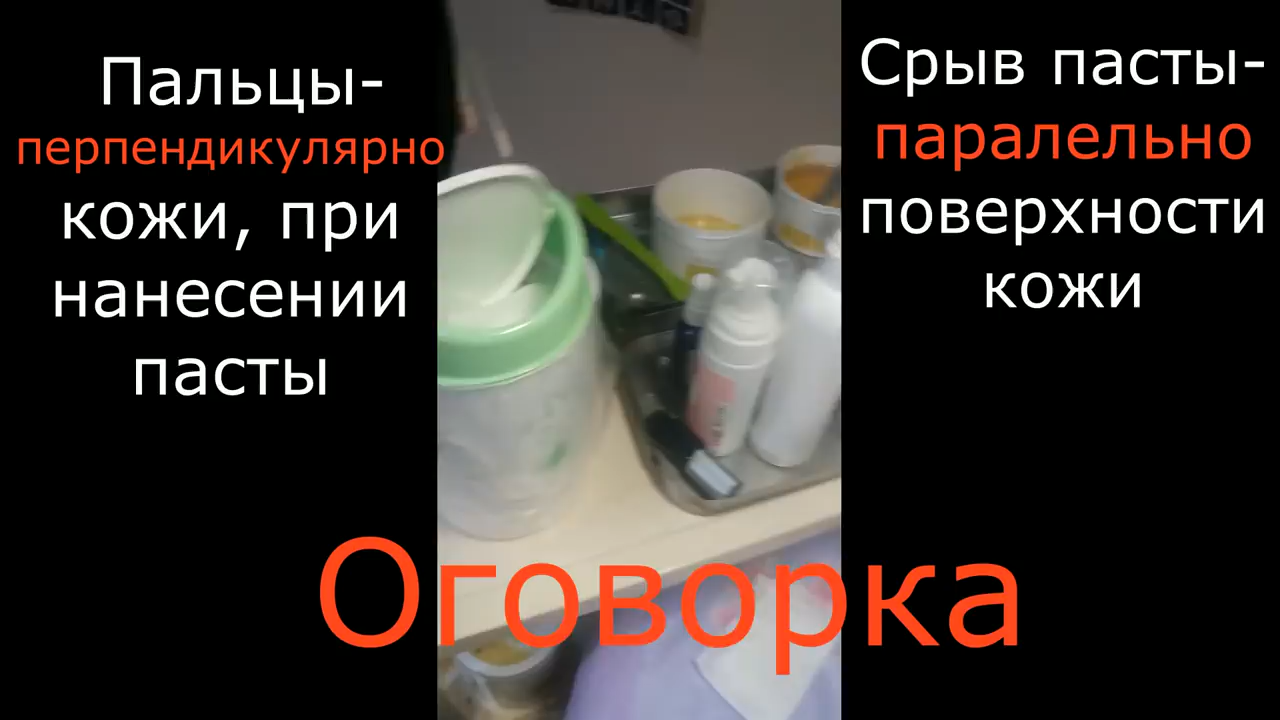 Пальцы-
перпендикулярно
кожи, при
нанесении
пасты
Срыв пасты-
паралельно
поверхности
кожи
Оговорка